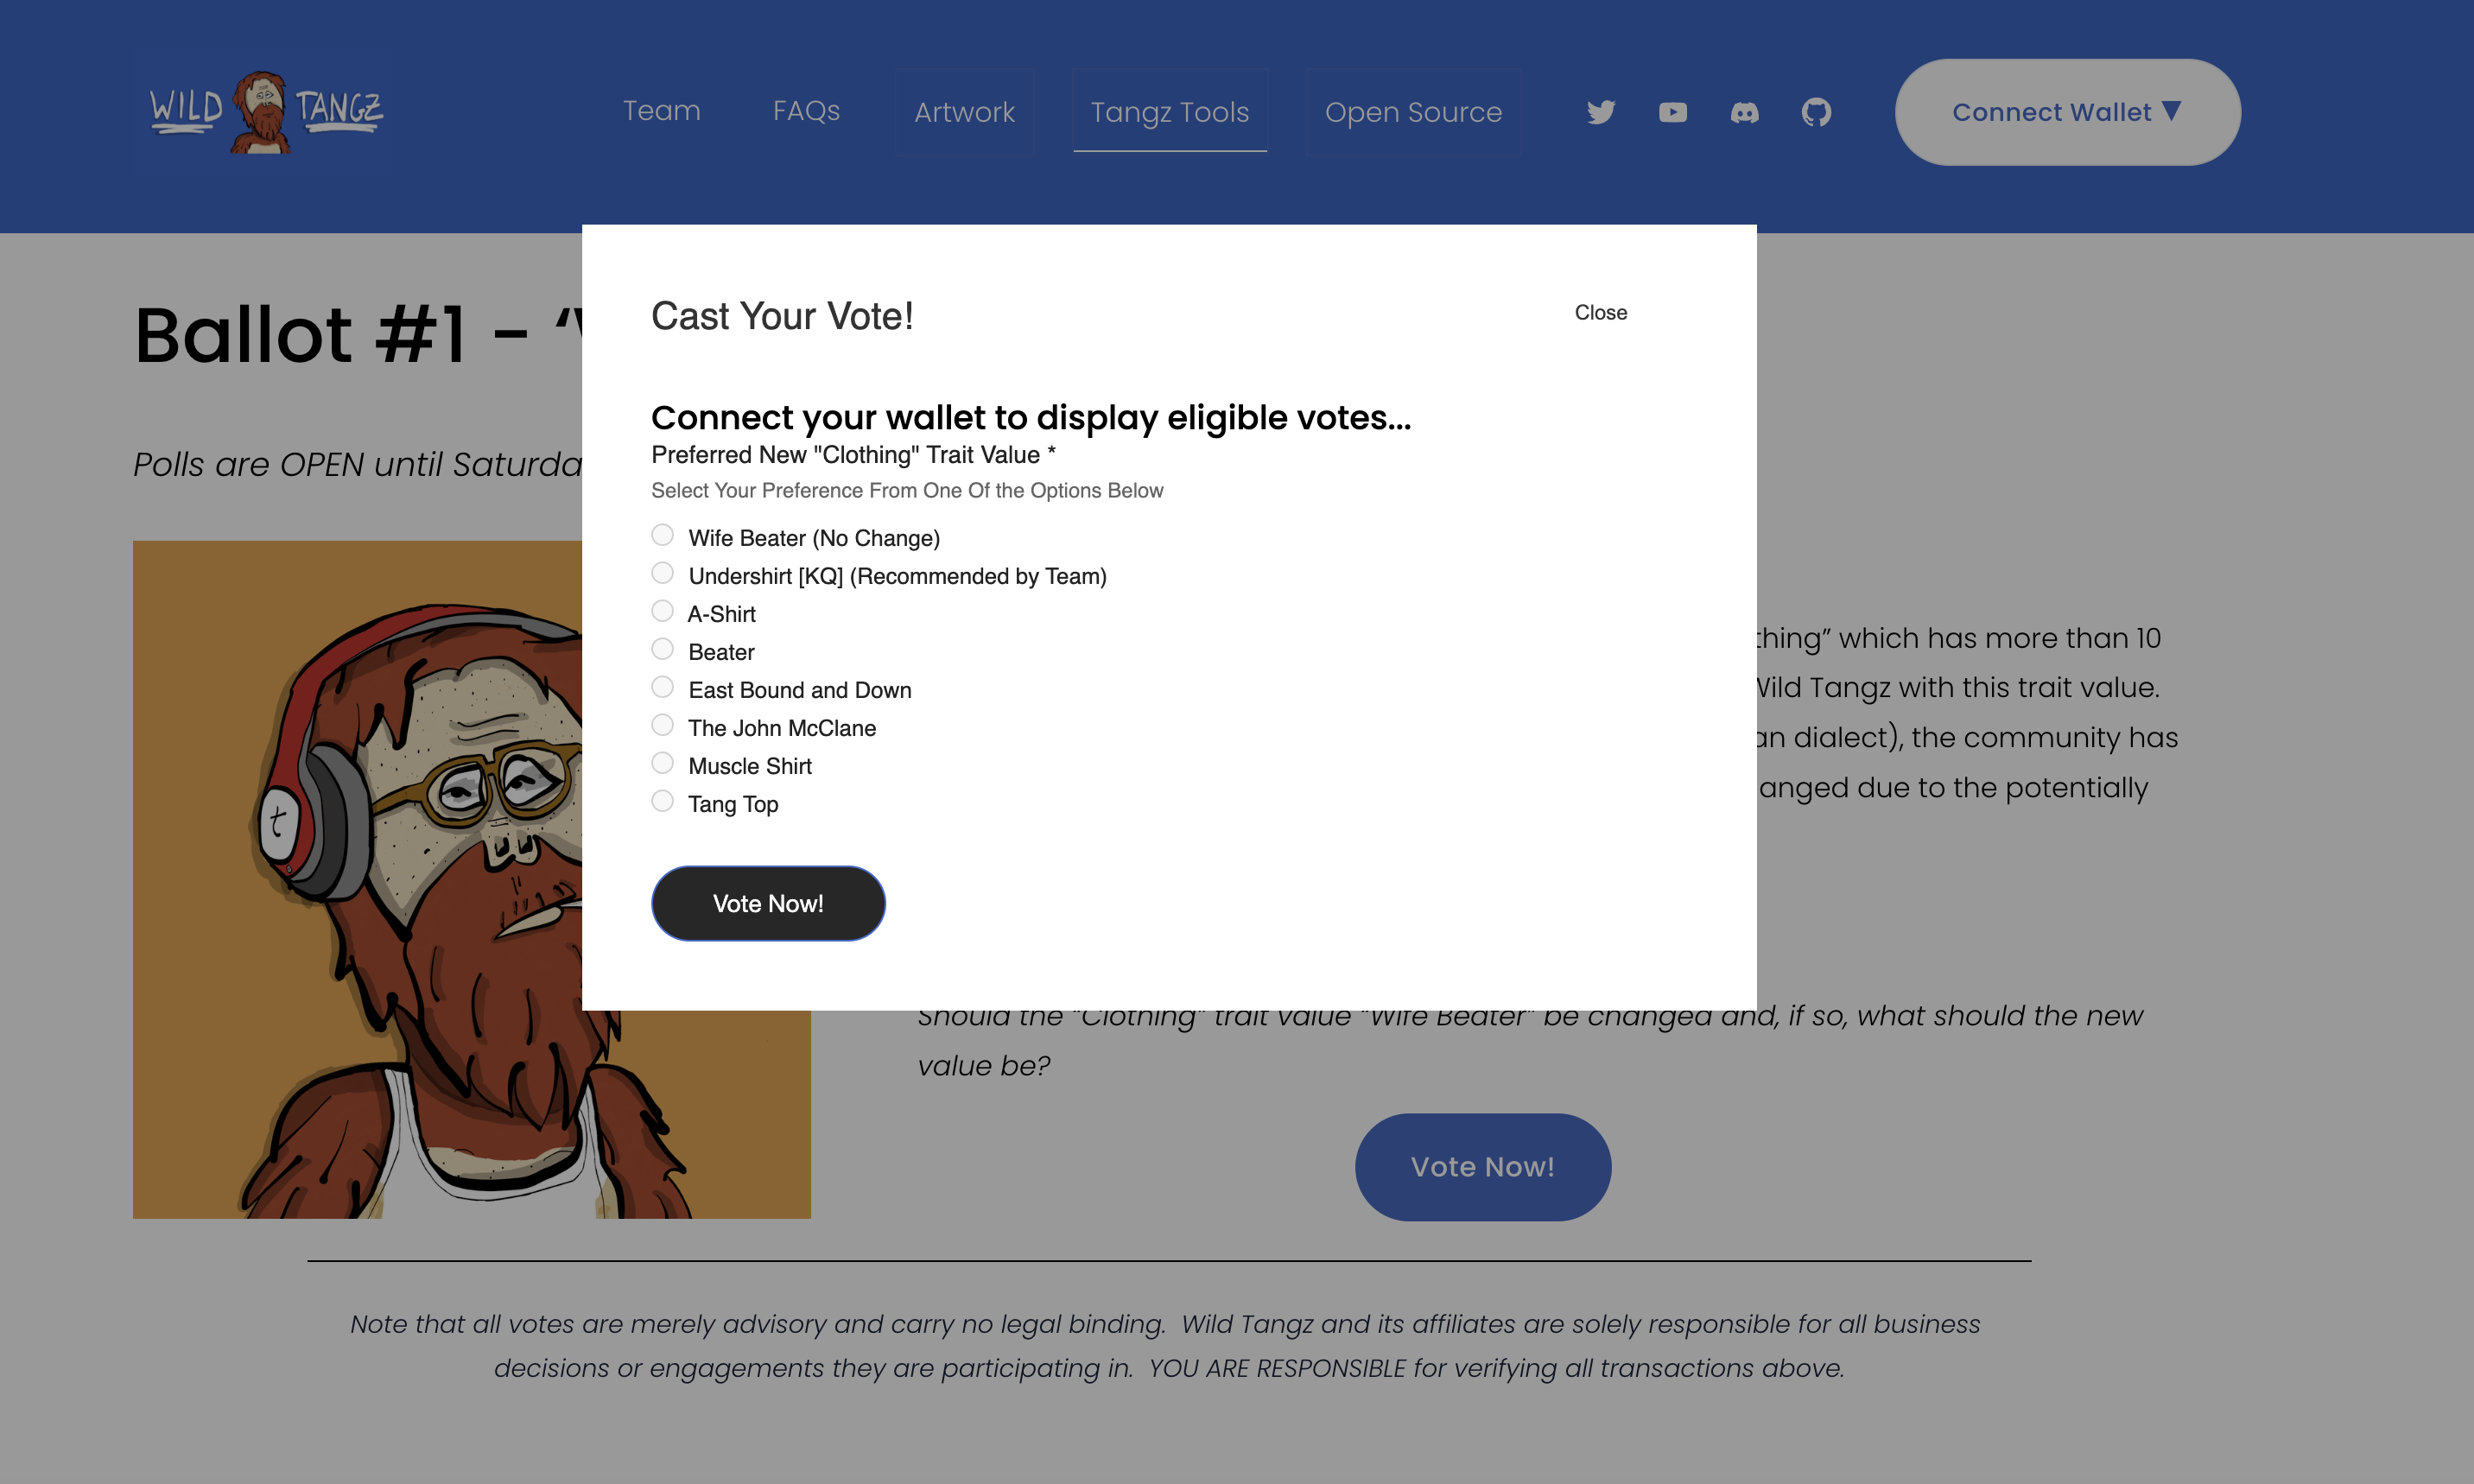 WILD TANGZ
Team
FAQs
Artwork
Tangz Tools
Open Source
Connect Wallet ▼
Ballot #1 - ‘
Polls are OPEN until Saturda
Cast Your Vote!
Close
Connect your wallet to display eligible votes...
Preferred New "Clothing" Trait Value *
Select Your Preference From One Of the Options Below
Wife Beater (No Change)
Undershirt [KQ] (Recommended by Team)
A-Shirt
Beater
East Bound and Down
The John McClane
Muscle Shirt
Tang Top
Vote Now!
thing” which has more than 10
Wild Tangz with this trait value.
an dialect), the community has
anged due to the potentially
t
Should the “Clothing” trait value “Wife Beater” be changed and, if so, what should the new
value be?
Vote Now!
Note that all votes are merely advisory and carry no legal binding. Wild Tangz and its affiliates are solely responsible for all business
decisions or engagements they are participating in. YOU ARE RESPONSIBLE for verifying all transactions above.